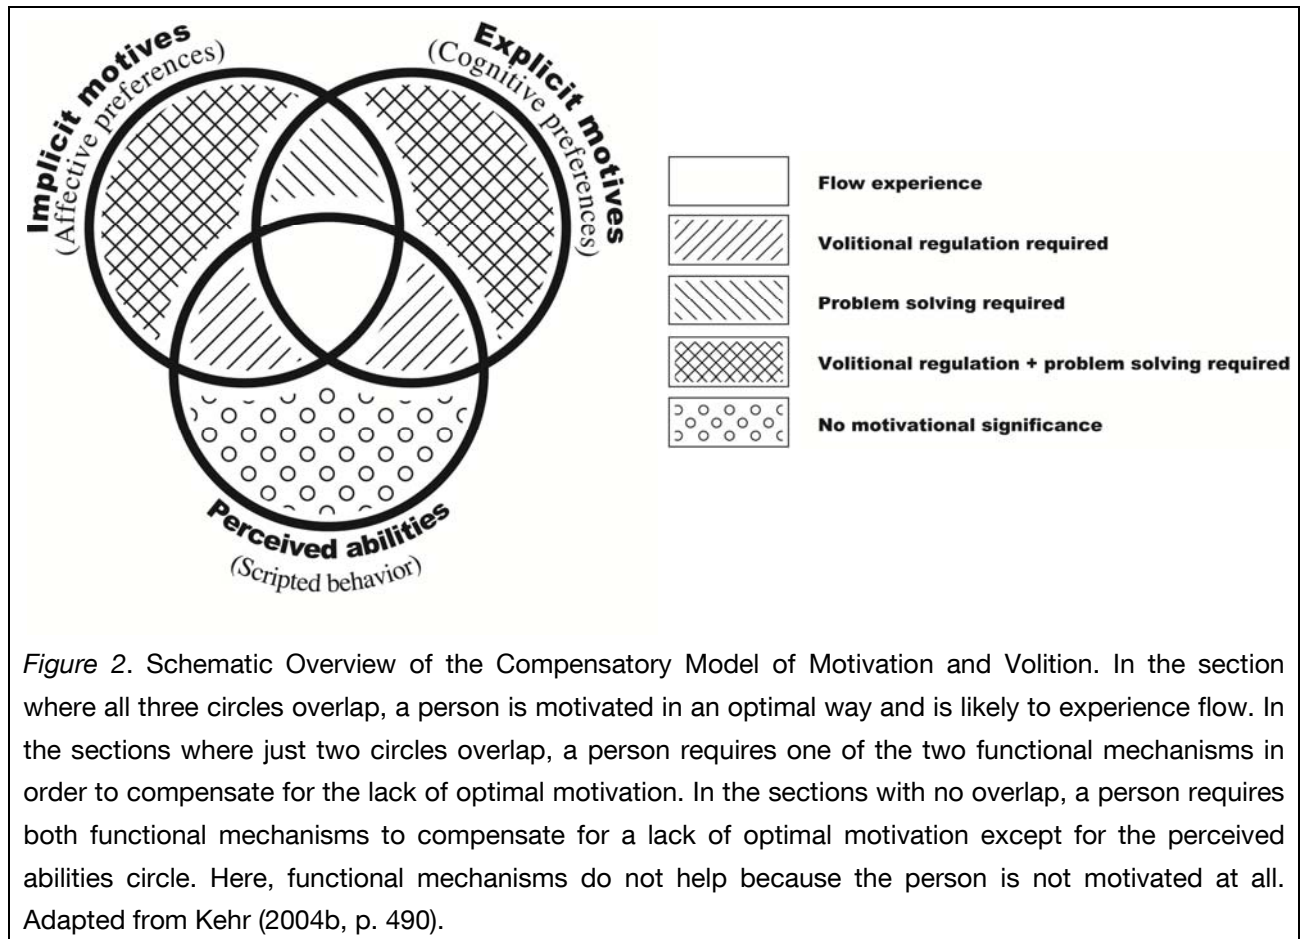 Implicit motives
(Affective preferences)
Explicit motives
(Cognitive preferences)
Flow experience
Volitional regulation required
Problem solving required
Volitional regulation + problem solving required
No motivational significance
Perceived abilities
(Scripted behavior)
Figure 2. Schematic Overview of the Compensatory Model of Motivation and Volition. In the section
where all three circles overlap, a person is motivated in an optimal way and is likely to experience flow. In
the sections where just two circles overlap, a person requires one of the two functional mechanisms in
order to compensate for the lack of optimal motivation. In the sections with no overlap, a person requires
both functional mechanisms to compensate for a lack of optimal motivation except for the perceived
abilities circle. Here, functional mechanisms do not help because the person is not motivated at all.
Adapted from Kehr (2004b, p. 490).